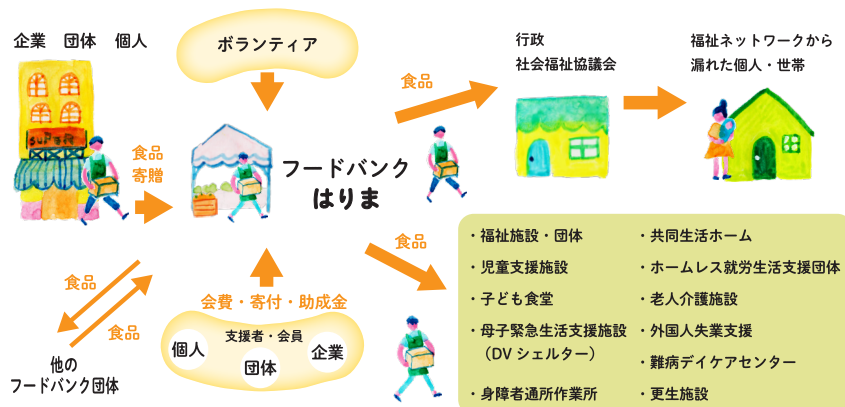 企業　団体　個人
ボランティア
食品
寄贈
フードバンク
はりま
食品
行政
社会福祉協議会
福祉ネットワークから
漏れた個人・世帯
食品
食品
食品
他の
フードバンク団体
会費・寄付・助成金
支援者・会員
個人
団体
企業
・福祉施設・団体
・児童支援施設
・子ども食堂
・母子緊急生活支援施設
（DVシェルター）
・身障者通所作業所
・共同生活ホーム
・ホームレス就労生活支援団体
・老人介護施設
・外国人失業支援
・難病デイケアセンター
・更生施設